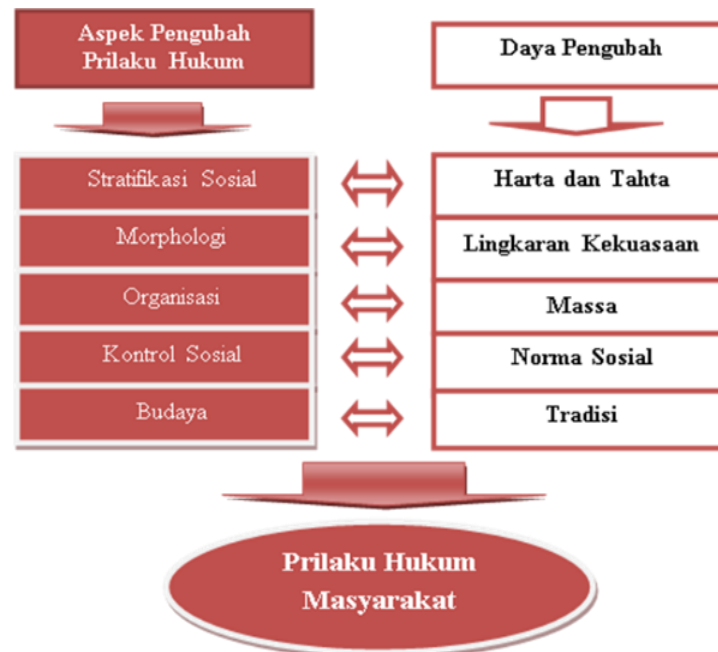 Aspek Pengubah
Prilaku Hukum
Daya Pengubah
Stratifikasi Sosial
Harta dan Tahta
Morphologi
Lingkaran Kekuasaan
Organisasi
Massa
Kontrol Sosial
Norma Sosial
Budaya
Tradisi
Prilaku Hukum
Masyarakat